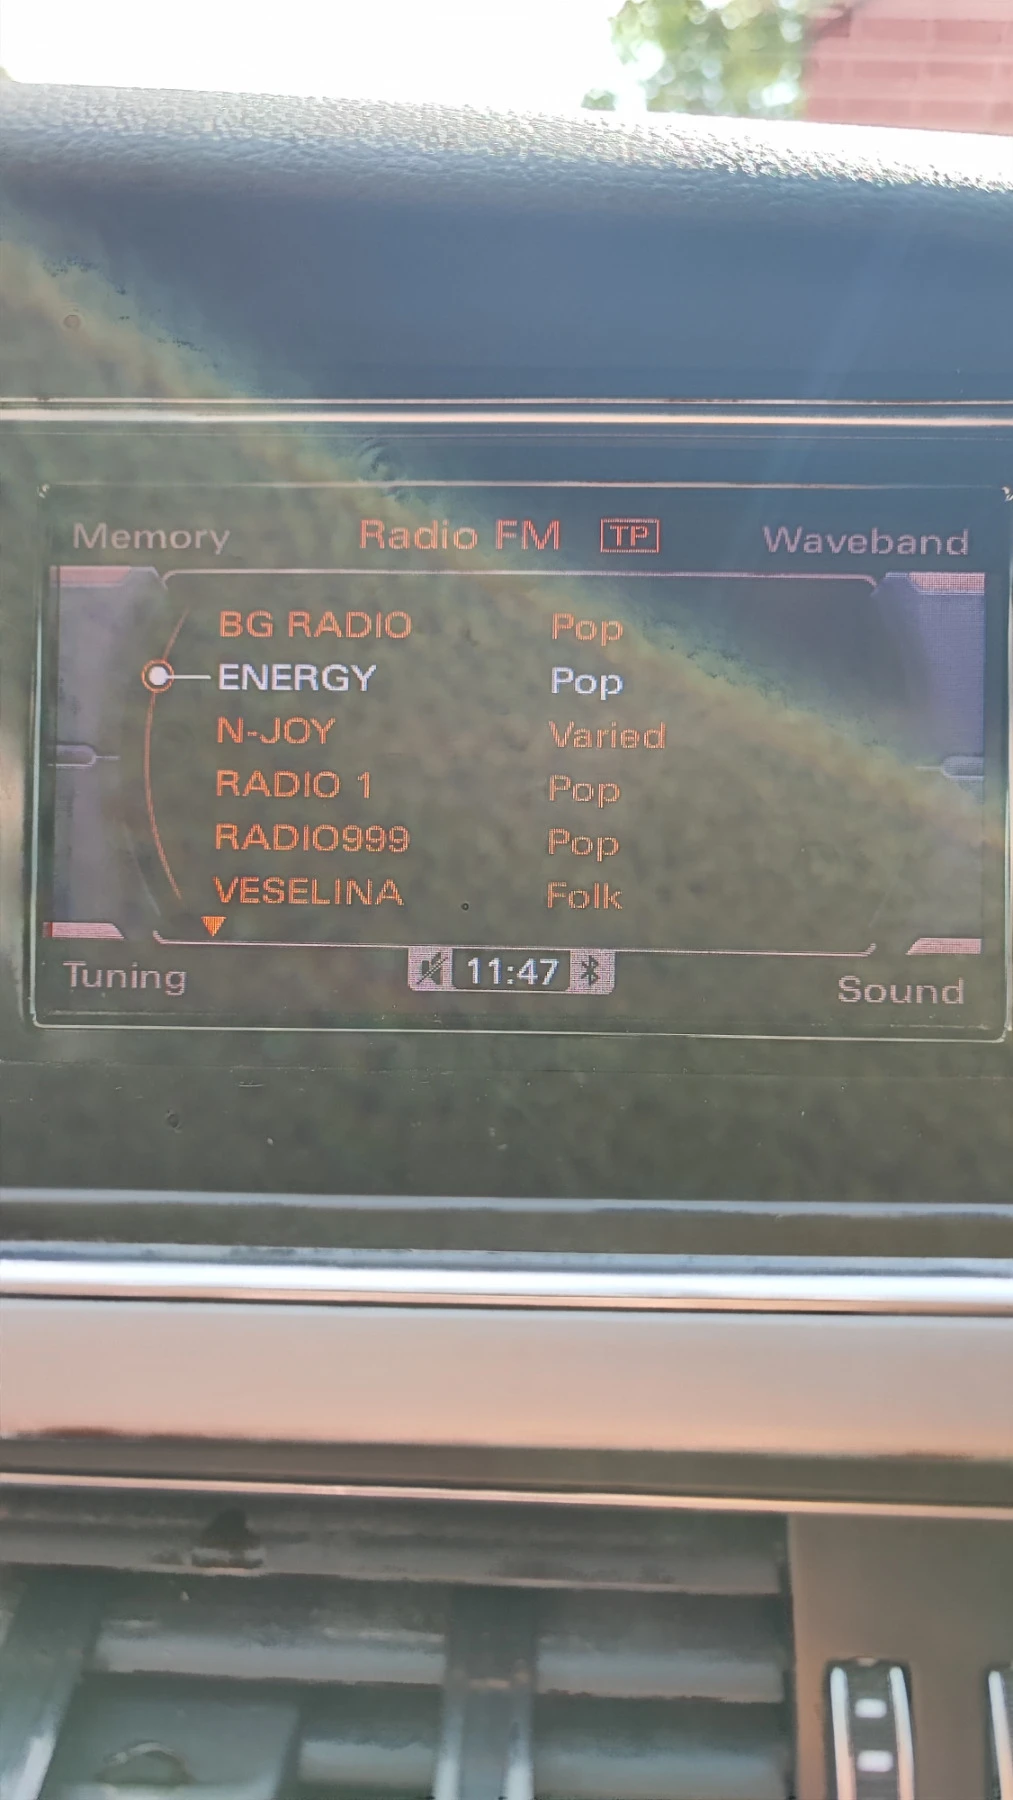 Memory Radio FM TP Waveband
BG RADIO Pop
ENERGY Pop
N-JOY Varied
RADIO 1 Pop
RADIO999 Pop
VESELINA Folk
Tuning 11:47 Sound